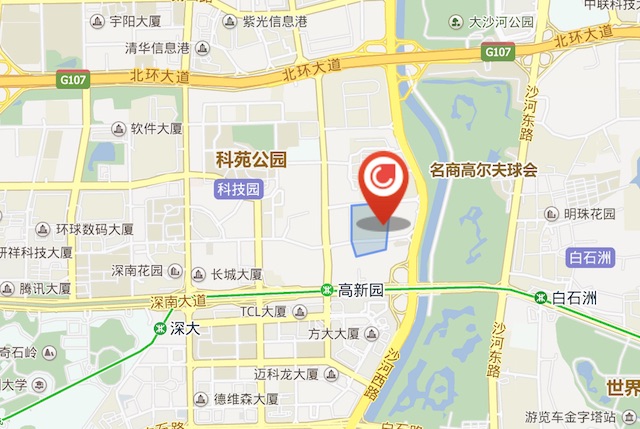 中联科技大
宇阳大厦
紫光信息港
大沙河公园
清华信息港
北环大道
G107
北环大道
G107
北环大道
沙河东路
软件大厦
科苑公园
名商高尔夫球会
科技园
明珠花园
环球数码大厦
研祥科技大厦
白石洲
深南花园
长城大厦
腾讯大厦
高新园
深南大道
白石洲
TCL大厦
深大
方大大厦
沙河东路
奇石岭
沙河西路
迈科龙大厦
大学
世界
德维森大厦
游览车金字塔站
白石路